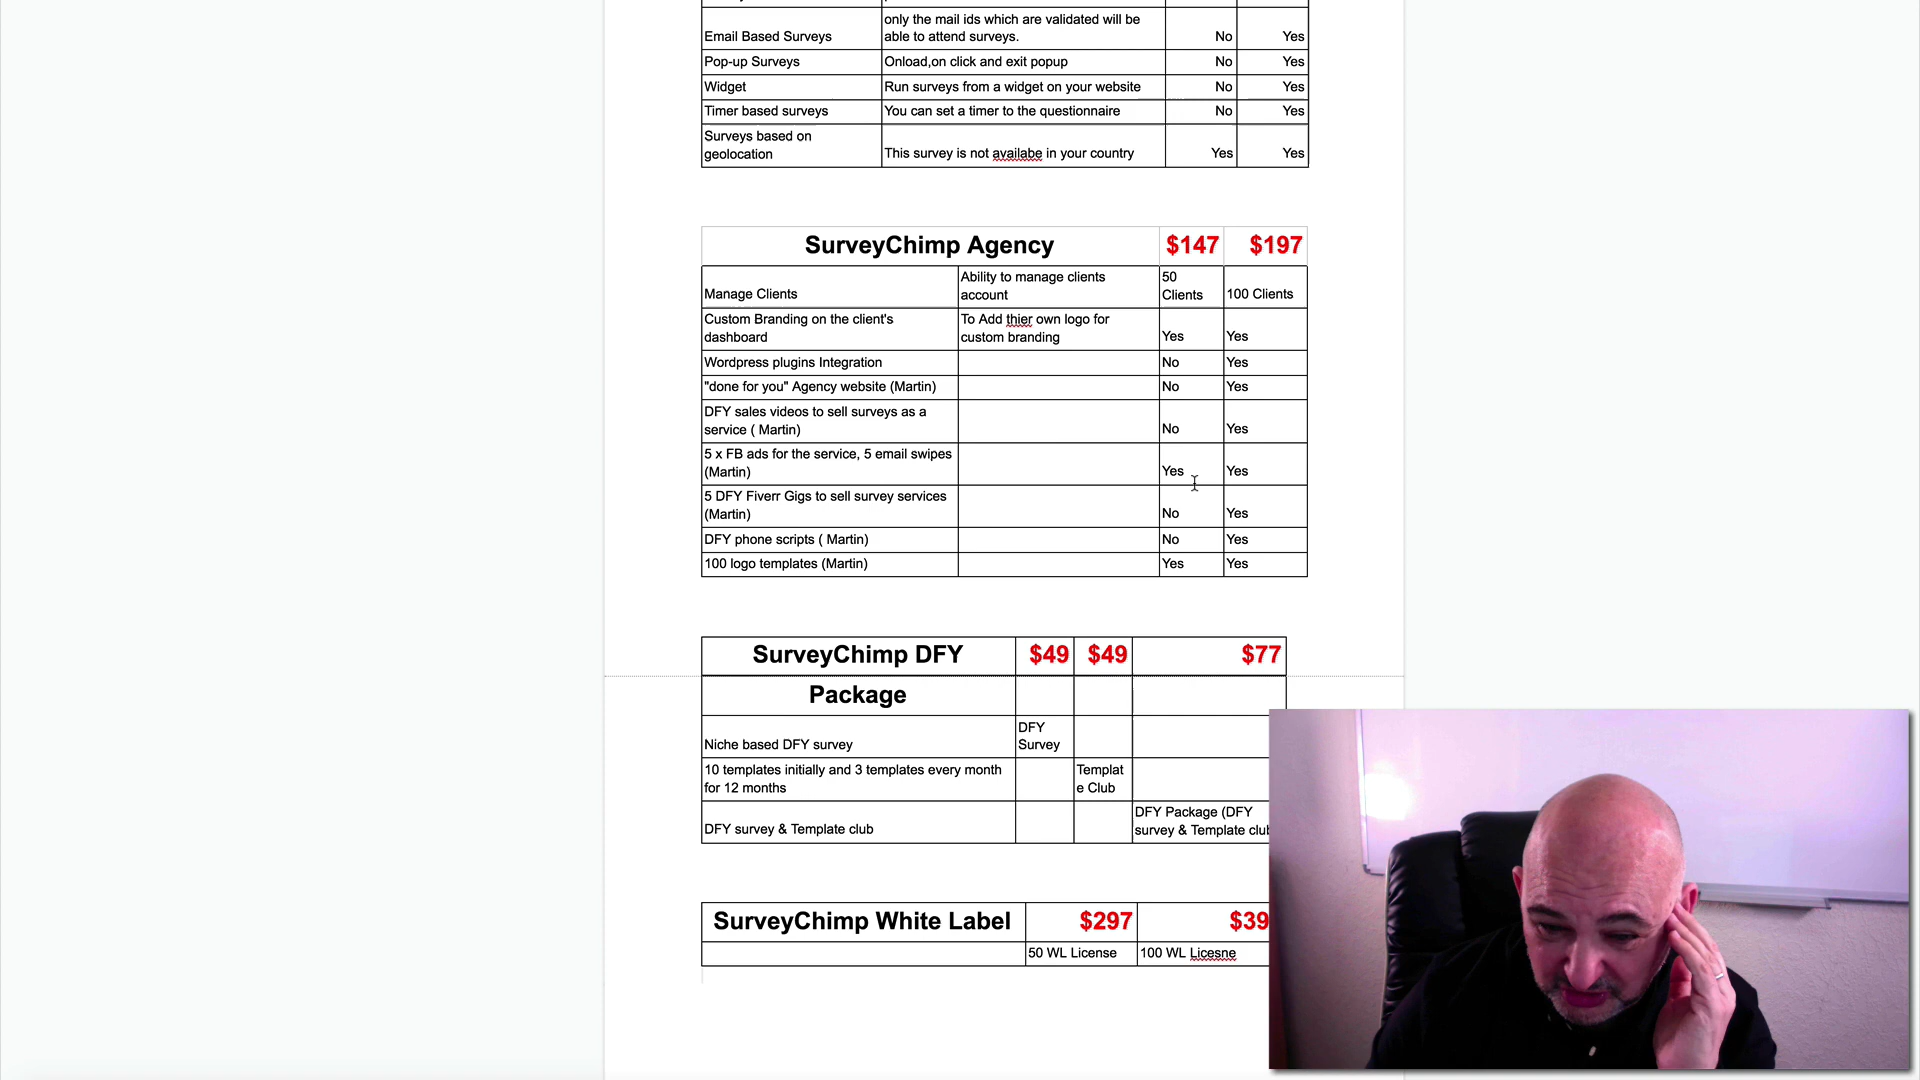 only the mail ids which are validated will be
Email Based Surveys able to attend surveys. No Yes
Pop-up Surveys Onload,on click and exit popup No Yes
Widget Run surveys from a widget on your website No Yes
Timer based surveys You can set a timer to the questionnaire No Yes
Surveys based on
geolocation This survey is not availabe in your country Yes Yes
SurveyChimp Agency $147 $197
Ability to manage clients 50
Manage Clients account Clients 100 Clients
Custom Branding on the client's To Add thier own logo for
dashboard custom branding Yes Yes
Wordpress plugins Integration No Yes
"done for you" Agency website (Martin) No Yes
DFY sales videos to sell surveys as a
service ( Martin) No Yes
5 x FB ads for the service, 5 email swipes
(Martin) Yes Yes
5 DFY Fiverr Gigs to sell survey services
(Martin) No Yes
DFY phone scripts ( Martin) No Yes
100 logo templates (Martin) Yes Yes
SurveyChimp DFY $49 $49 $77
Package
DFY
Niche based DFY survey Survey
10 templates initially and 3 templates every month Templat
for 12 months e Club
DFY Package (DFY
DFY survey & Template club survey & Template club
SurveyChimp White Label $297 $39
50 WL License 100 WL Licesne